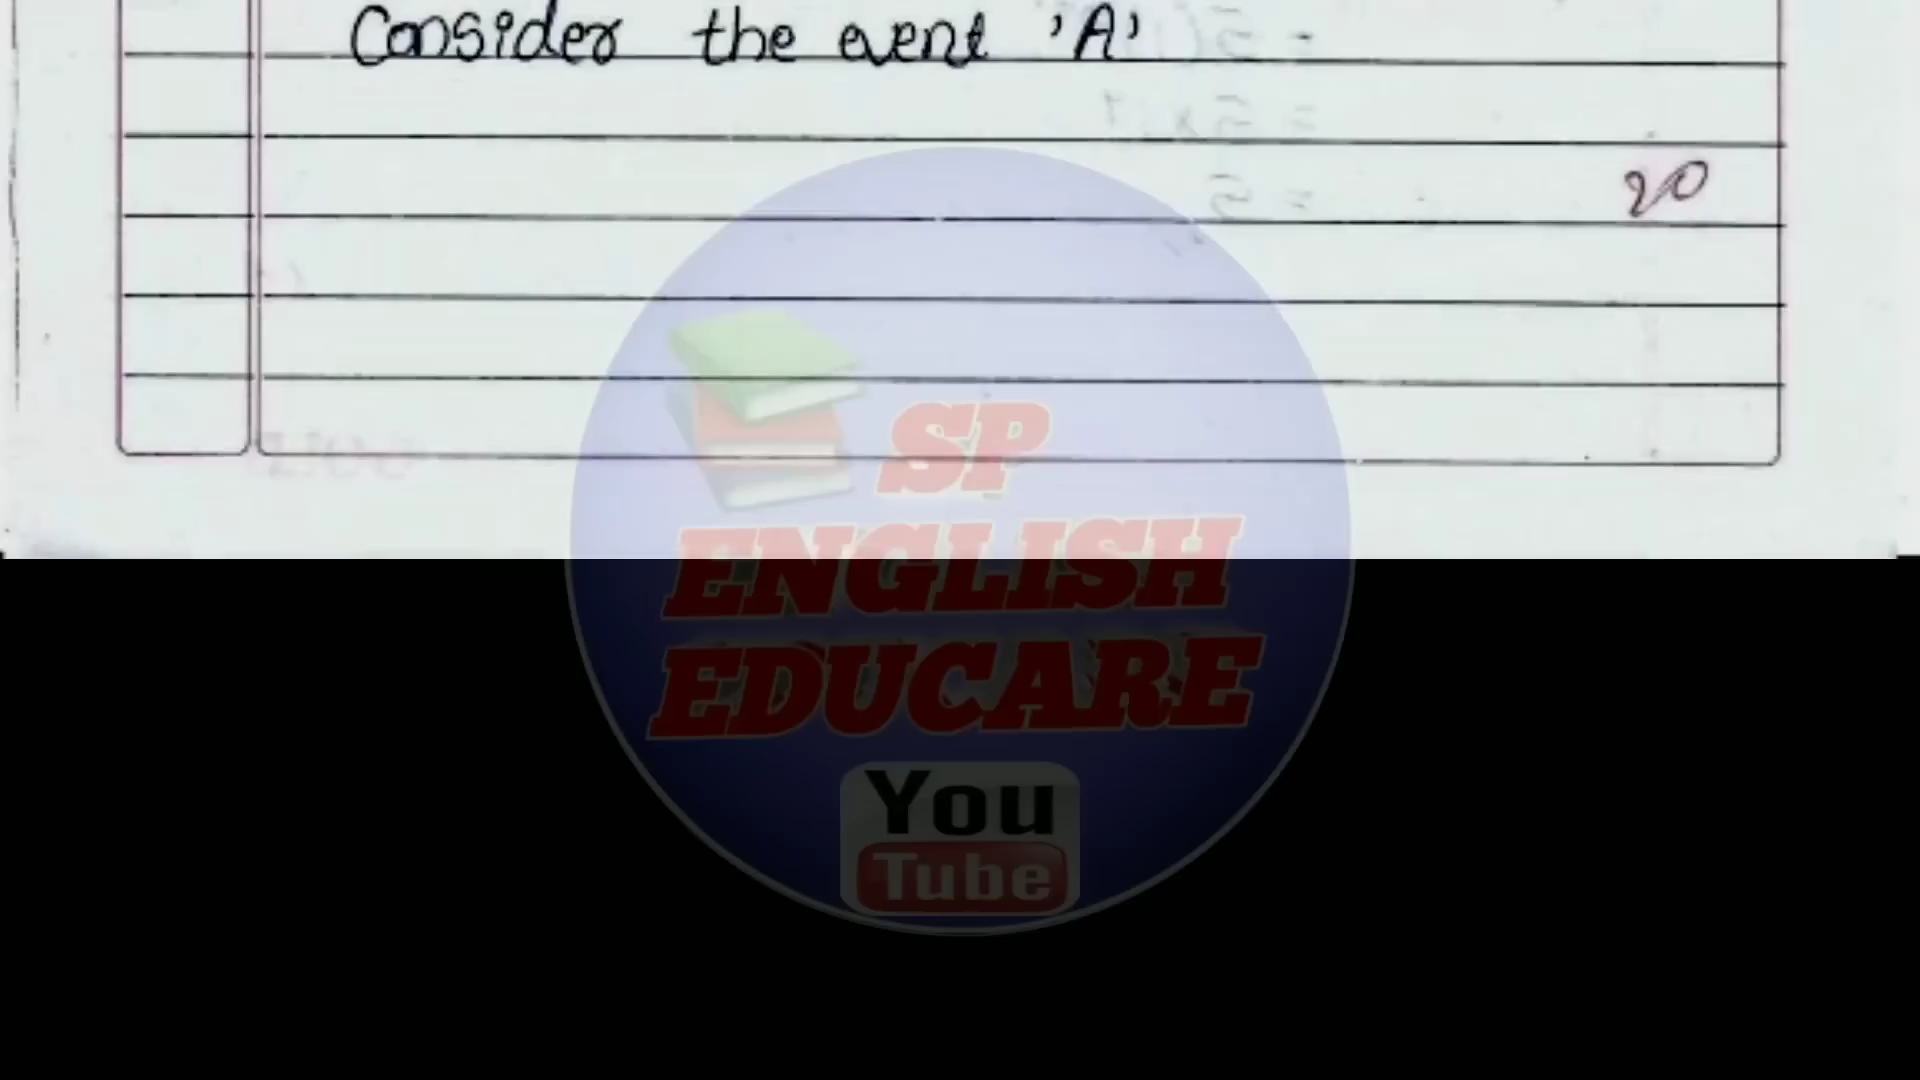 Consider the event 'A'
20
SP
ENGLISH
EDUCARE
You
Tube